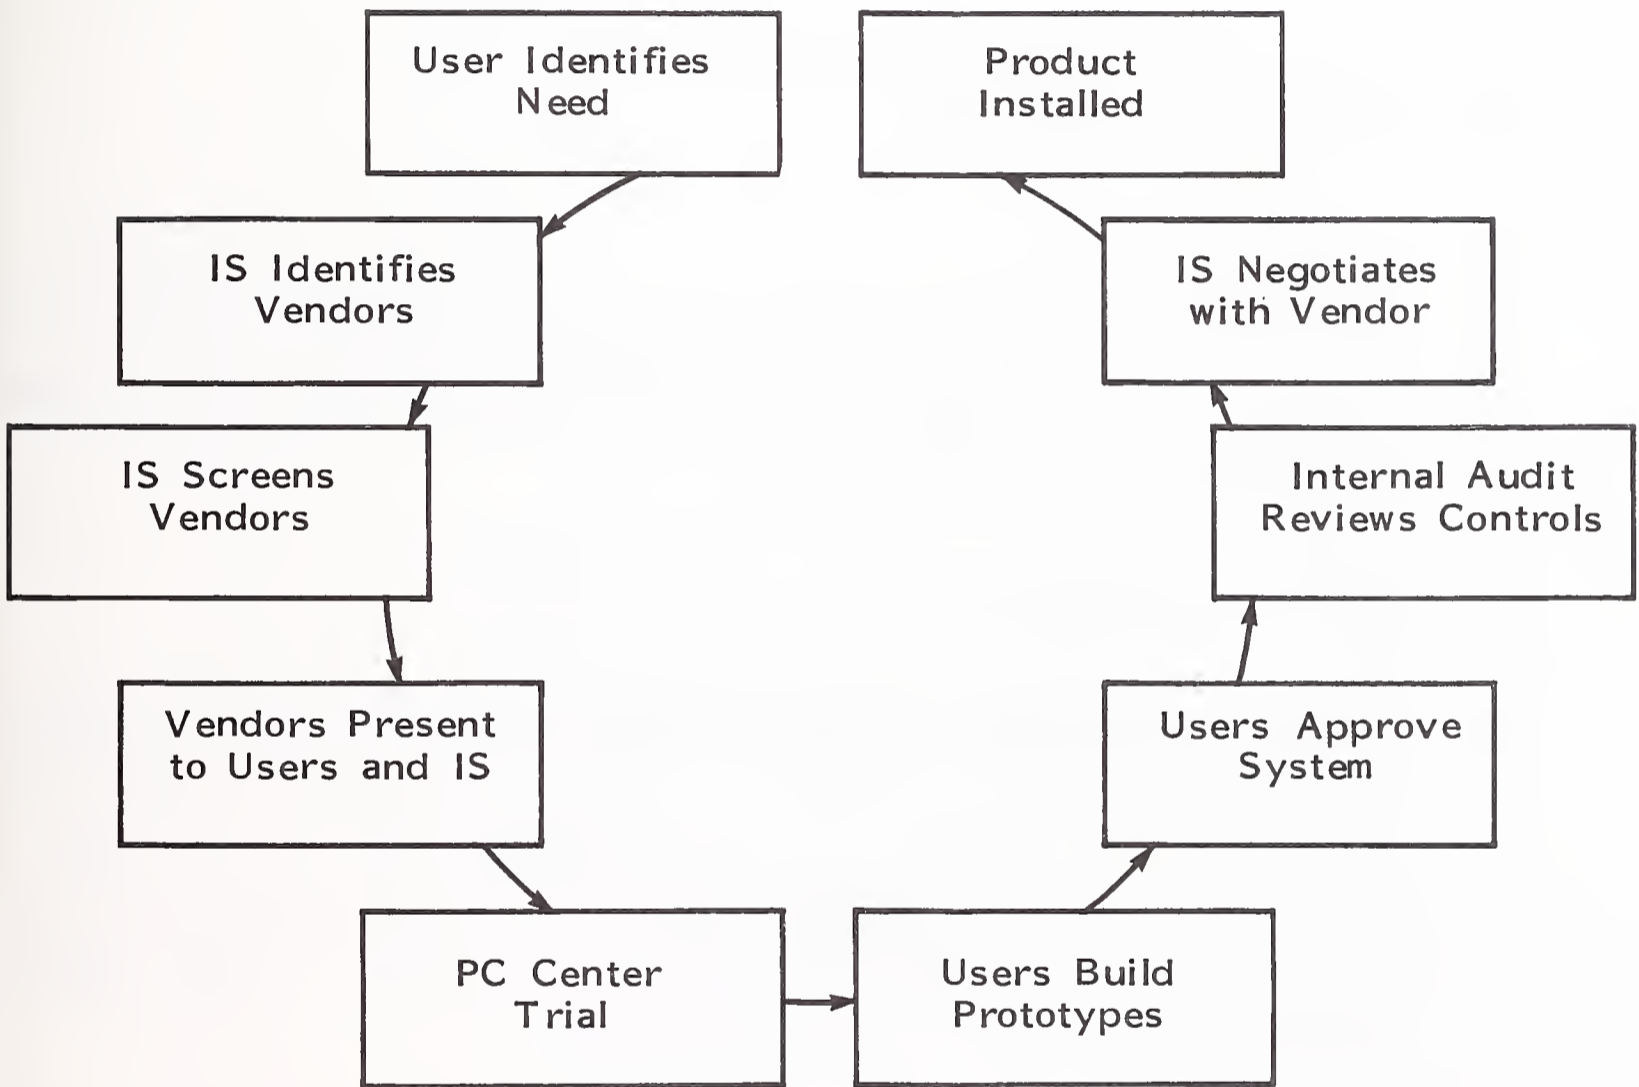 User Identifies
Need
IS Identifies
Vendors
IS Screens
Vendors
Vendors Present
to Users and IS
PC Center
Trial
Users Build
Prototypes
Users Approve
System
Internal Audit
Reviews Controls
IS Negotiates
with Vendor
Product
Installed